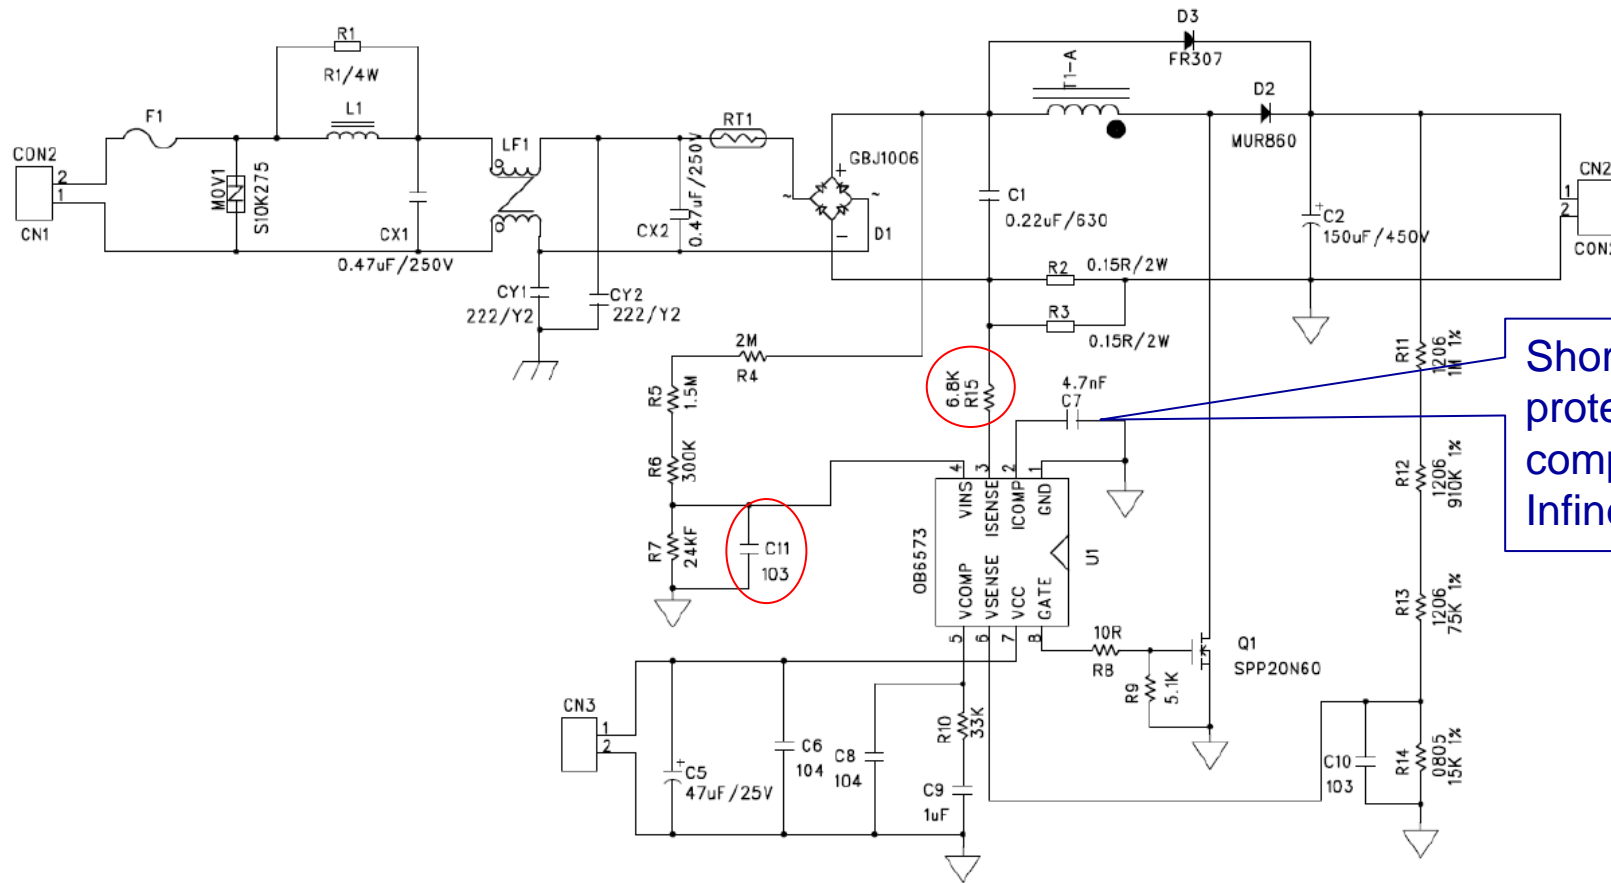 D3
FR307
R1
R1/4W
T1-A
D2
MUR860
F1
L1
LF1
RT1
CON2
2
1
CN1
MOV1
S10K275
CX1
0.47uF/250V
CX2
0.47uF/250V
GBJ1006
+
~
~
-
D1
C1
0.22uF/630
+
C2
150uF/450V
CN2
1
2
CY1
222/Y2
CY2
222/Y2
R2
0.15R/2W
R3
0.15R/2W
2M
R4
R5
1.5M
R6
300K
R7
24KF
C11
103
6.8K
R15
4.7nF
C7
R11
1206
1M 1%
R12
1206
910K 1%
R13
1206
75K 1%
4
3
2
1
VINS
ISENSE
ICOMP
GND
OB6573
U1
VCOMP
VSENSE
VCC
GATE
5
6
7
8
10R
R8
R9
5.1K
Q1
SPP20N60
CN3
1
2
+
C5
47uF/25V
C6
104
C8
104
R10
33K
C9
1uF
C10
103
R14
0805
15K 1%